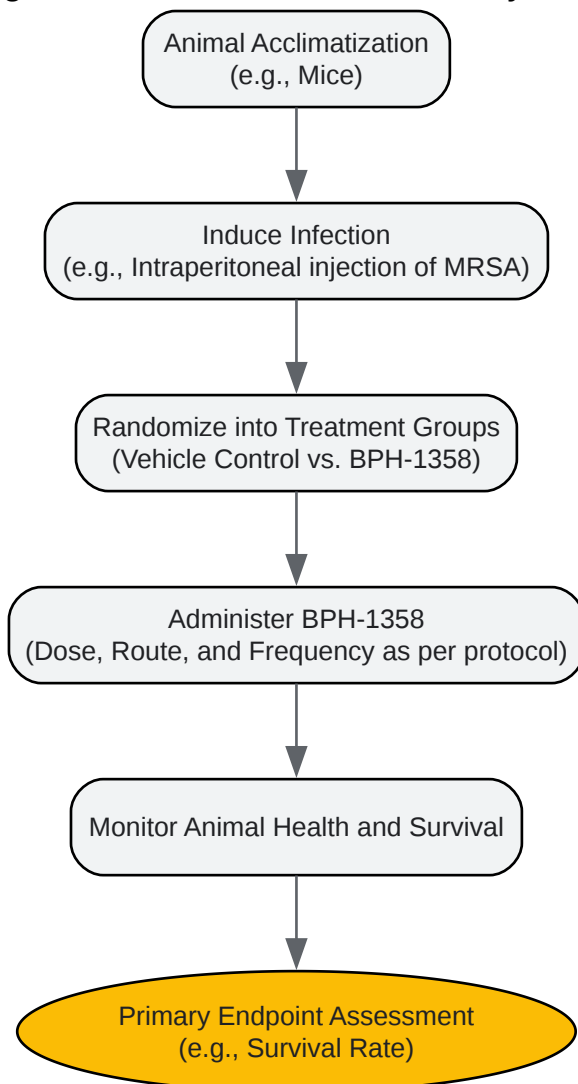 Animal Acclimatization
(e.g., Mice)
Induce Infection
(e.g., Intraperitoneal injection of MRSA)
Randomize into Treatment Groups
(Vehicle Control vs. BPH-1358)
Administer BPH-1358
(Dose, Route, and Frequency as per protocol)
Monitor Animal Health and Survival
Primary Endpoint Assessment
(e.g., Survival Rate)